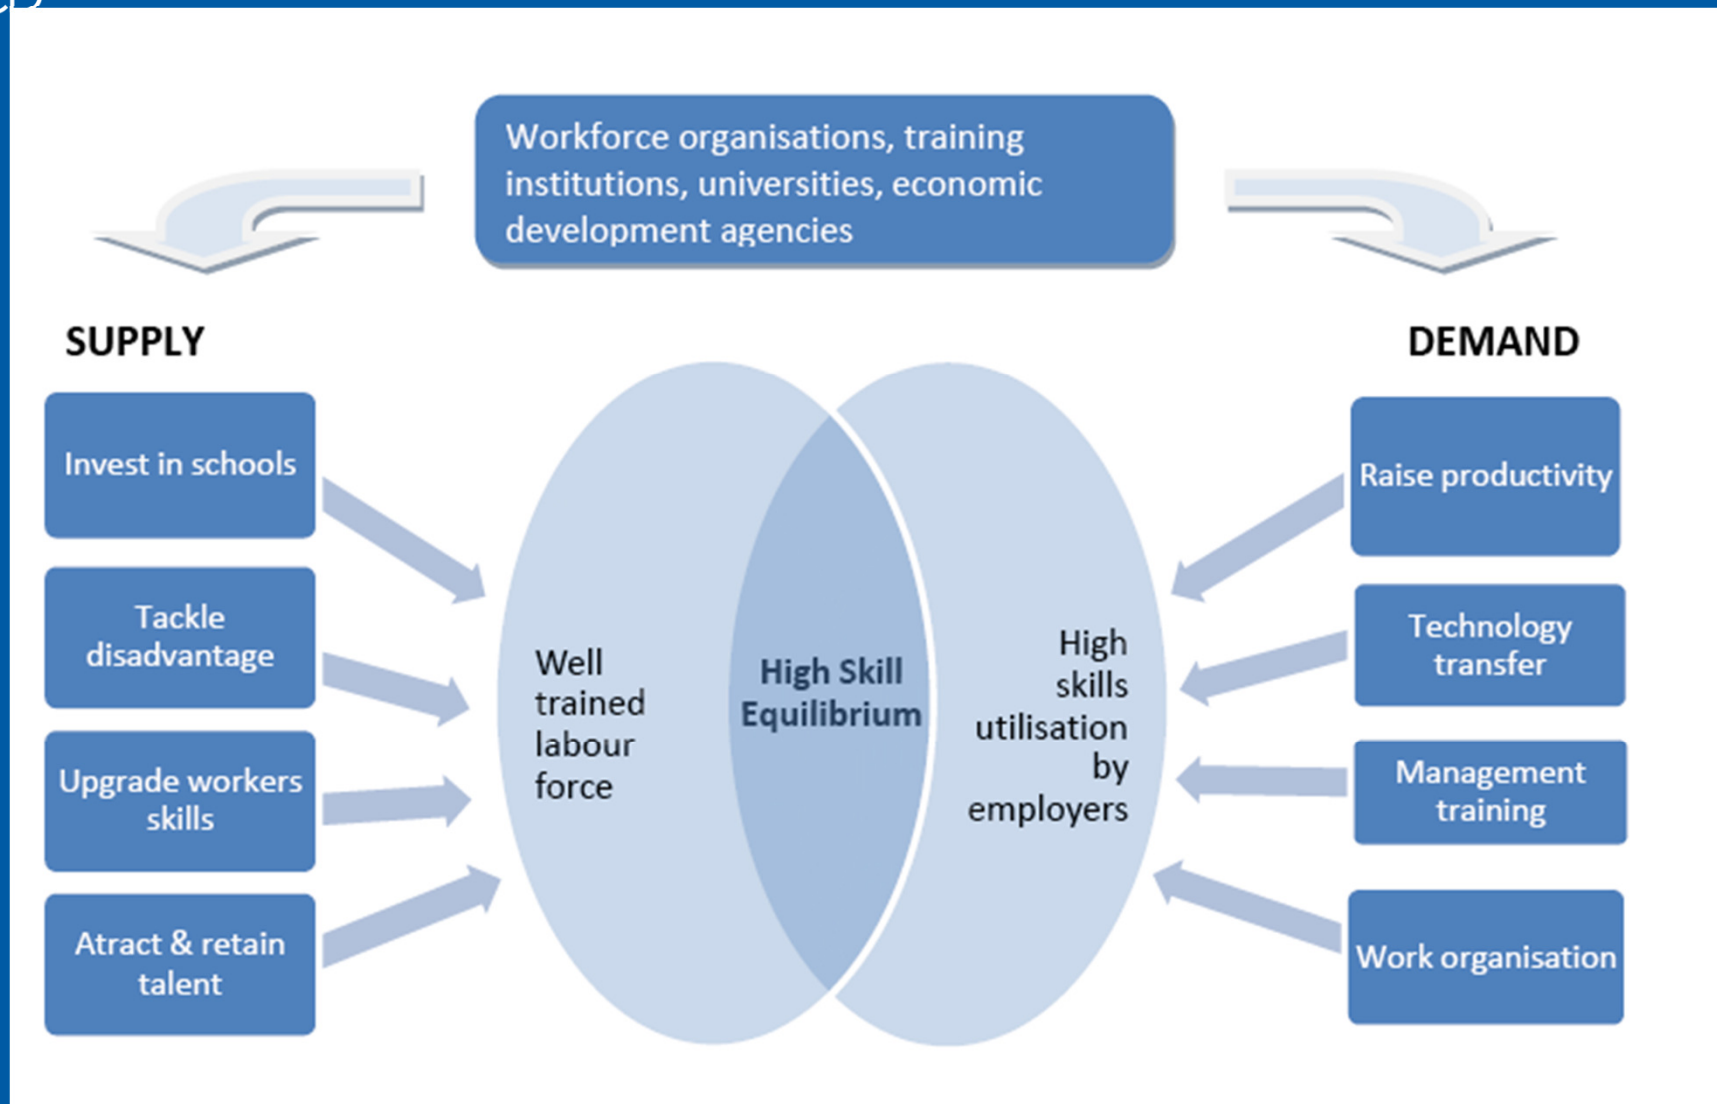 Workforce organisations, training
institutions, universities, economic
development agencies
SUPPLY
DEMAND
Invest in schools
Tackle
disadvantage
Upgrade workers
skills
Atract & retain
talent
Well
trained
labour
force
High Skill
Equilibrium
High
skills
utilisation
by
employers
Raise productivity
Technology
transfer
Management
training
Work organisation